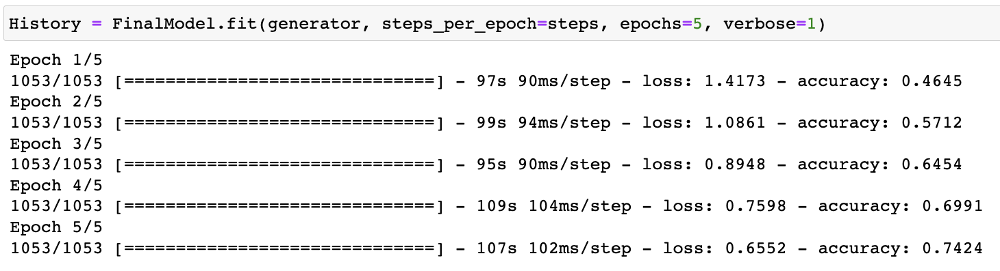 History = FinalModel.fit(generator, steps_per_epoch=steps, epochs=5, verbose=1)
Epoch 1/5
1053/1053 [==============================] - 97s 90ms/step - loss: 1.4173 - accuracy: 0.4645
Epoch 2/5
1053/1053 [==============================] - 99s 94ms/step - loss: 1.0861 - accuracy: 0.5712
Epoch 3/5
1053/1053 [==============================] - 95s 90ms/step - loss: 0.8948 - accuracy: 0.6454
Epoch 4/5
1053/1053 [==============================] - 109s 104ms/step - loss: 0.7598 - accuracy: 0.6991
Epoch 5/5
1053/1053 [==============================] - 107s 102ms/step - loss: 0.6552 - accuracy: 0.7424